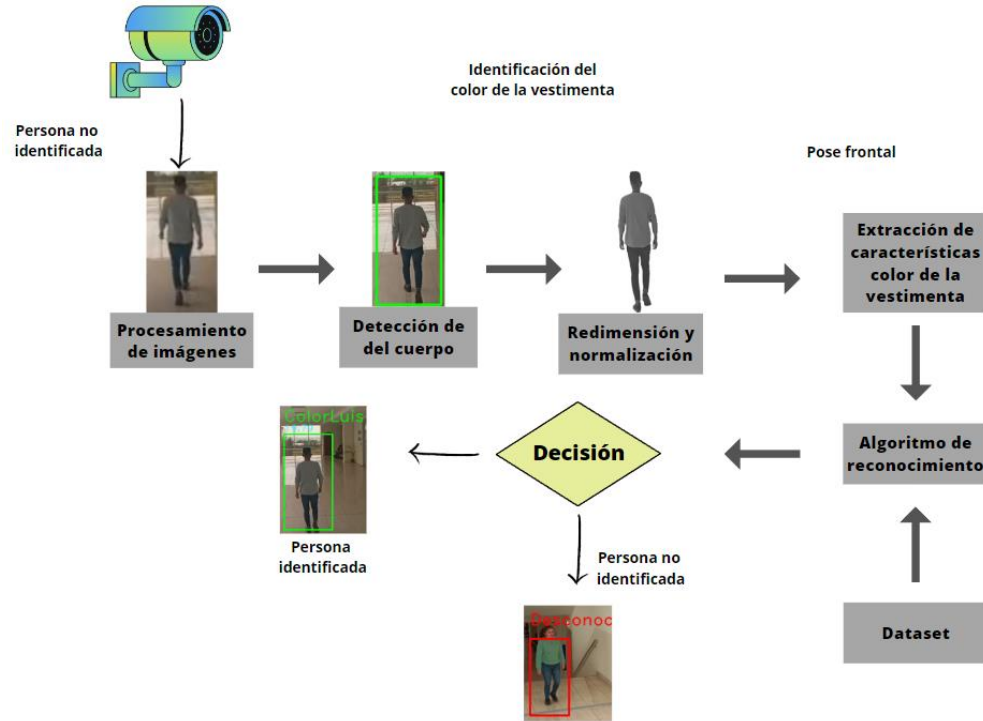 Identificación del
color de la vestimenta
Persona no
identificada
Pose frontal
Procesamiento
de imágenes
Detección de
del cuerpo
Redimensión y
normalización
Extracción de
características
color de la
vestimenta
ColorLuis
Decisión
Algoritmo de
reconocimiento
Persona
identificada
Persona no
identificada
Desconoc
Dataset